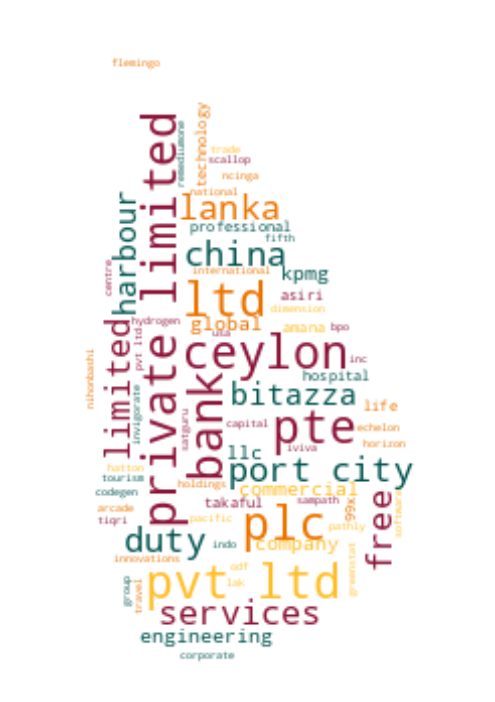 flemingo
private limited
technology
remediumone
trade
scallop
ncinga
national
lanka
harbour
professional
fifth
china
centre
international
kpmg
ltd
asiri
dimension
hydrogen
limited
global
usa
amana
bpo
pvt ltd
ceylon
inc
nihonbashi
hospital
bank
bitazza
invigorate
life
satguru
capital
pte
echelon
iviva
horizon
llc
port city
hatton
tourism
holdings
commercial
codegen
takaful
sampath
99x
free
software
arcade
tiqri
pacific
plc
pathly
duty
indo
company
innovations
greenstat
odf
group
travel
pvt ltd
lak
services
engineering
corporate